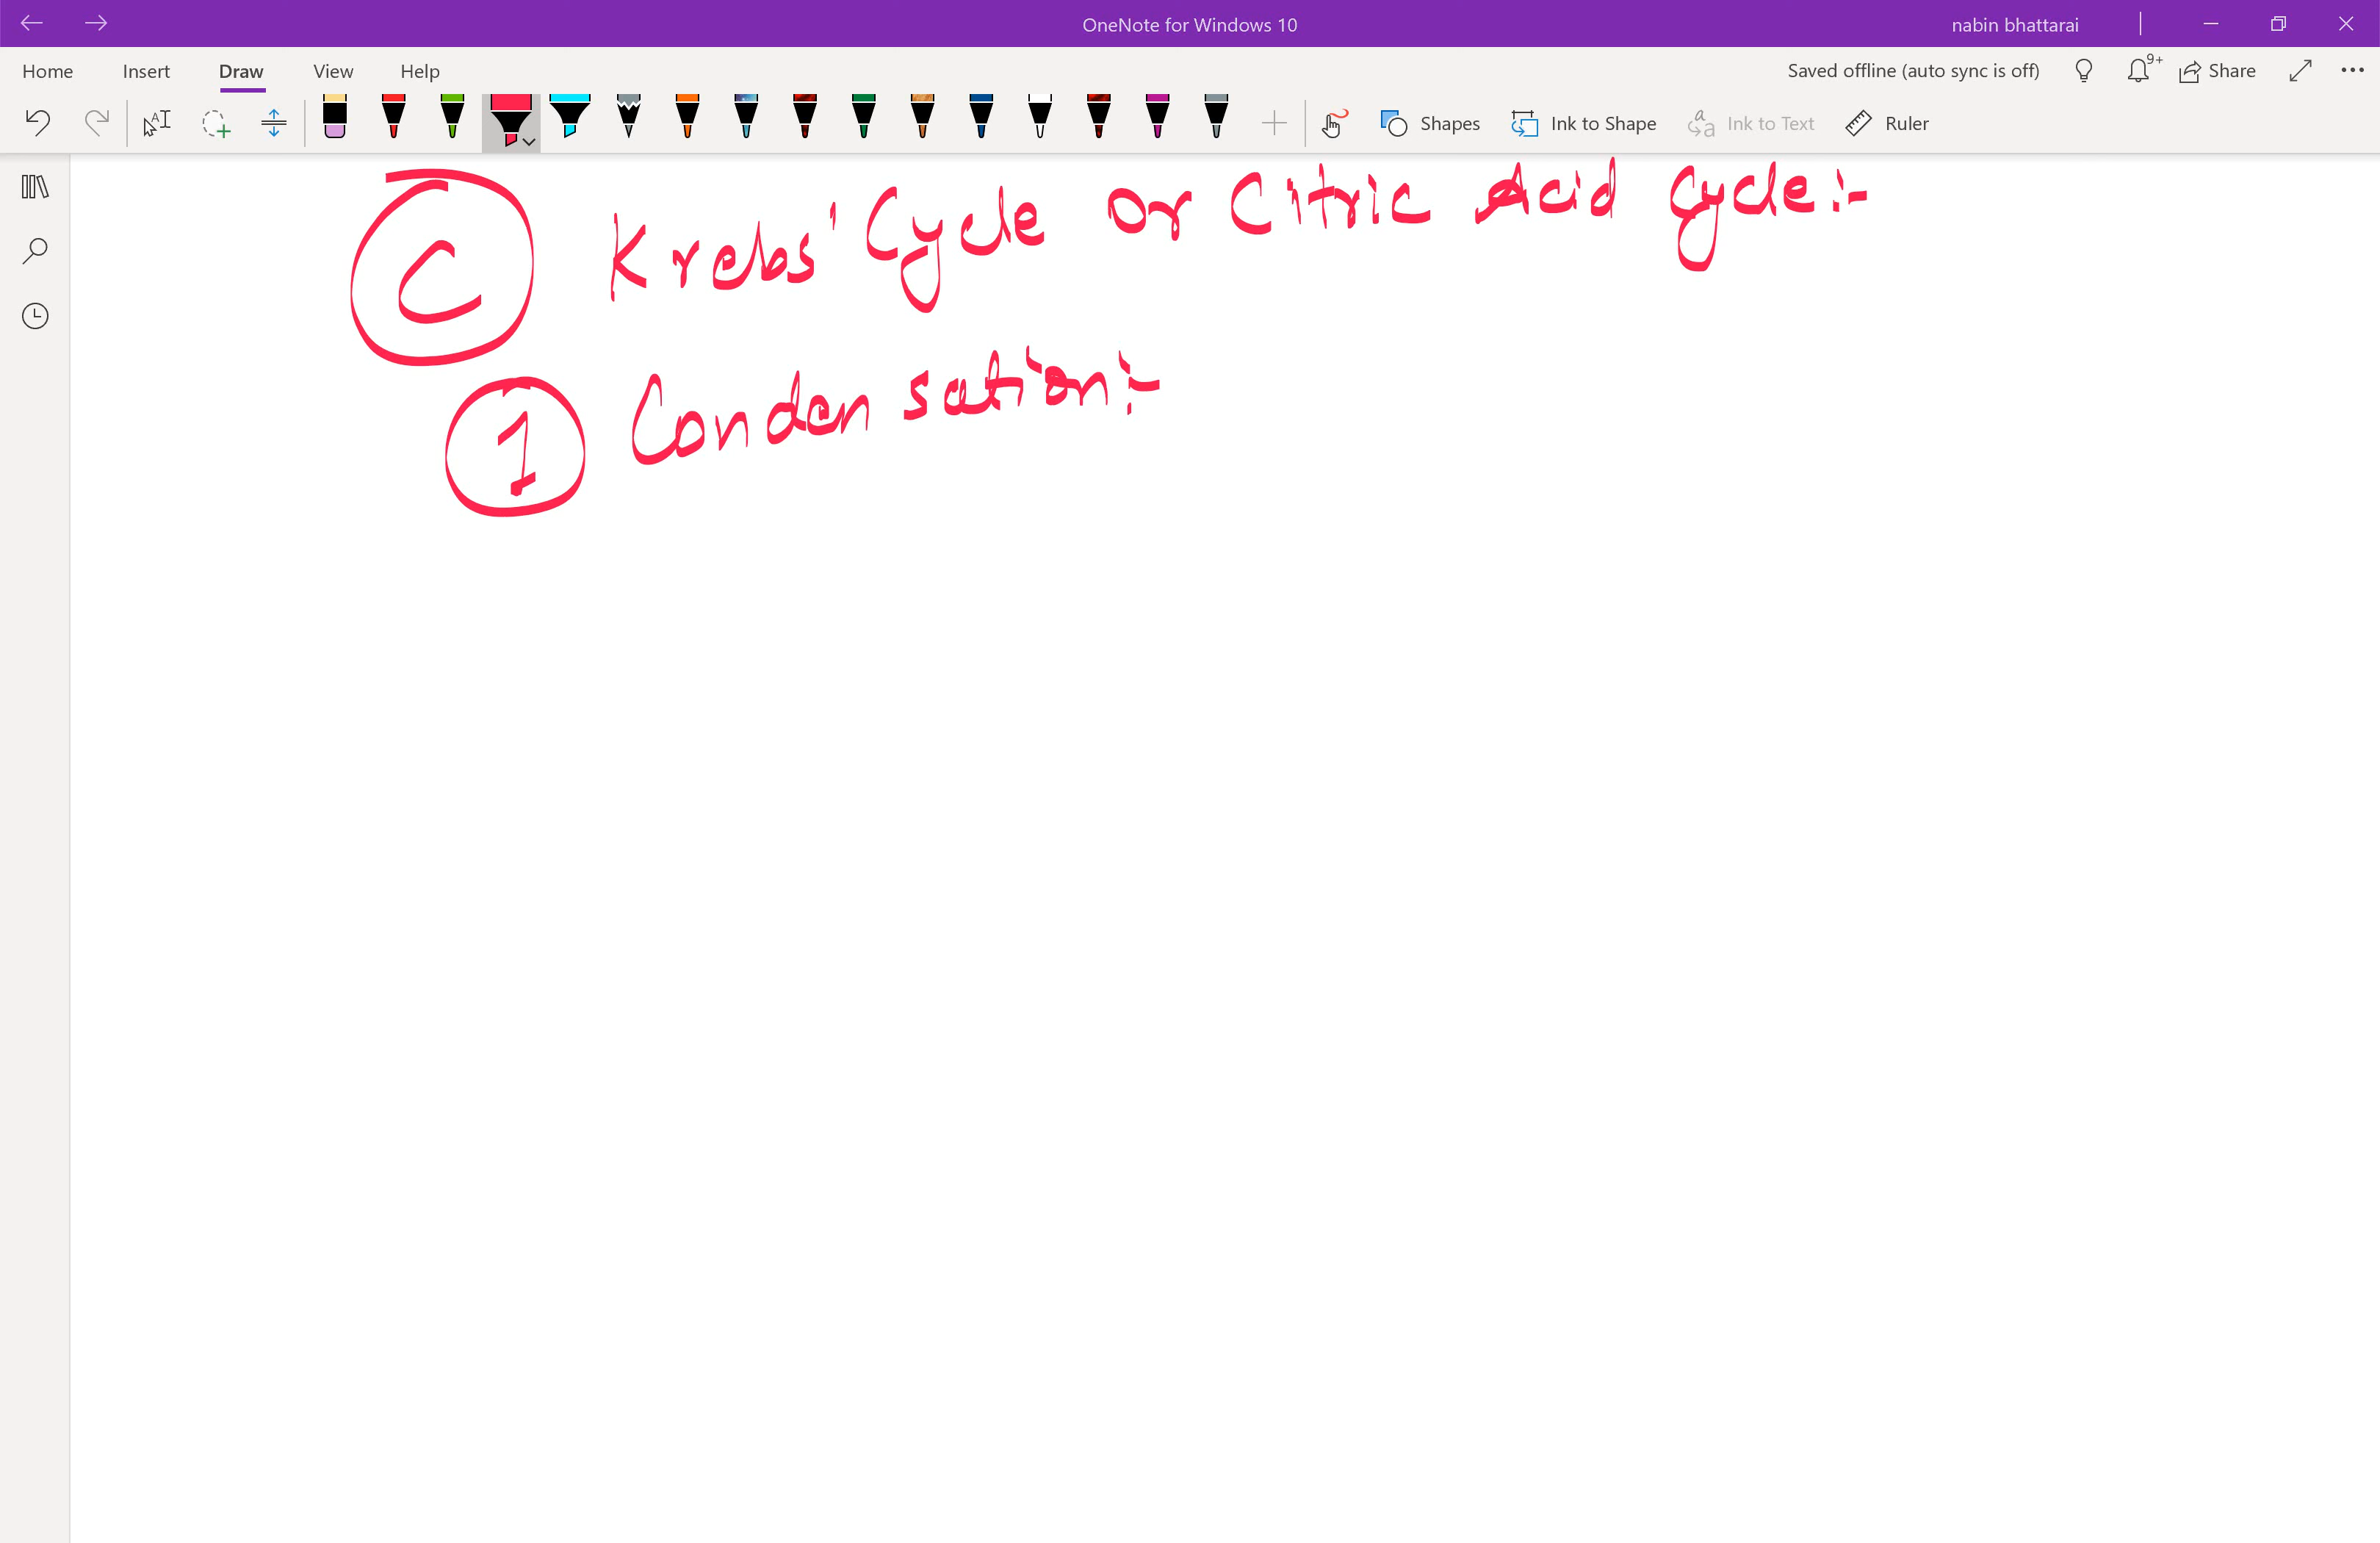 OneNote for Windows 10
nabin bhattarai
Home Insert Draw View Help
Saved offline (auto sync is off) 9+ Share
Shapes Ink to Shape Ink to Text Ruler
C Krebs' Cycle or Citric Acid Cycle:-
1 Condensation:-